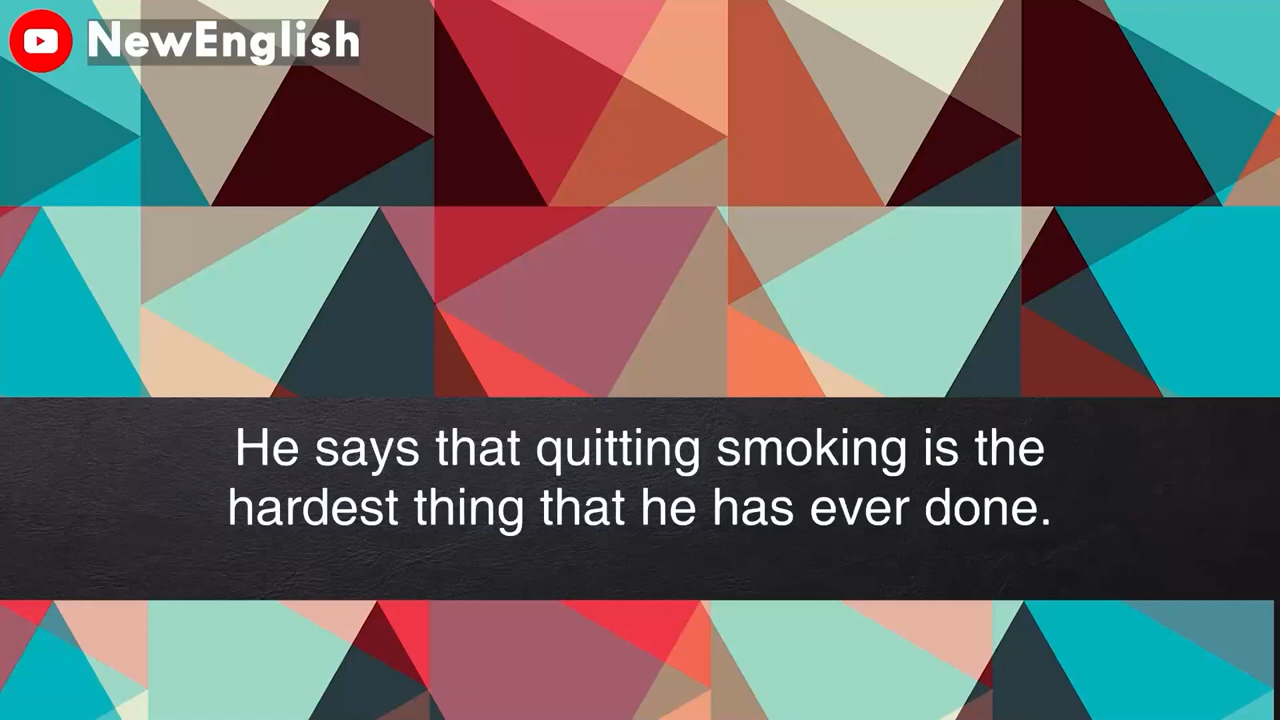 NewEnglish
He says that quitting smoking is the
hardest thing that he has ever done.